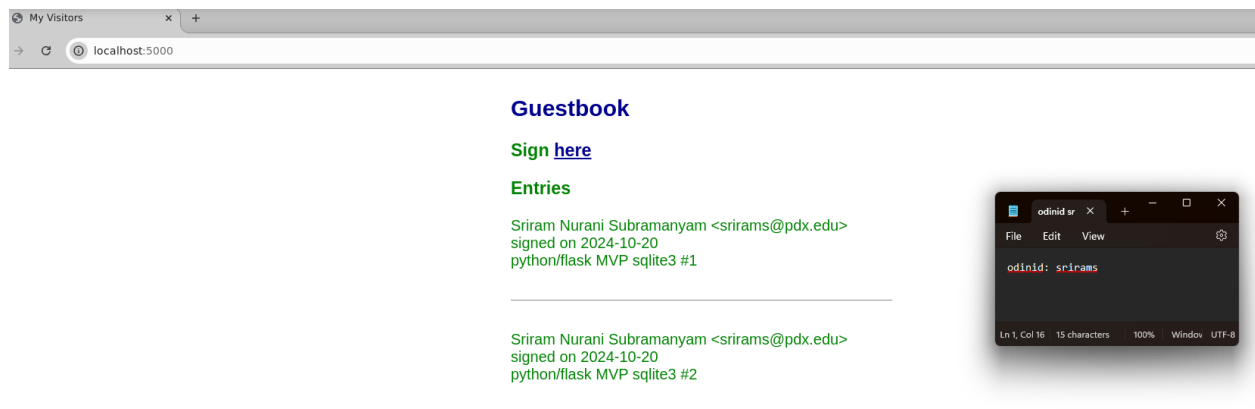 My Visitors
localhost:5000
Guestbook
Sign here
Entries
Sriram Nurani Subramanyam <srirams@pdx.edu>
signed on 2024-10-20
python/flask MVP sqlite3 #1
Sriram Nurani Subramanyam <srirams@pdx.edu>
signed on 2024-10-20
python/flask MVP sqlite3 #2
odinid sr
File Edit View
odinid: srirams
Ln 1, Col 16 15 characters 100% Windov UTF-8